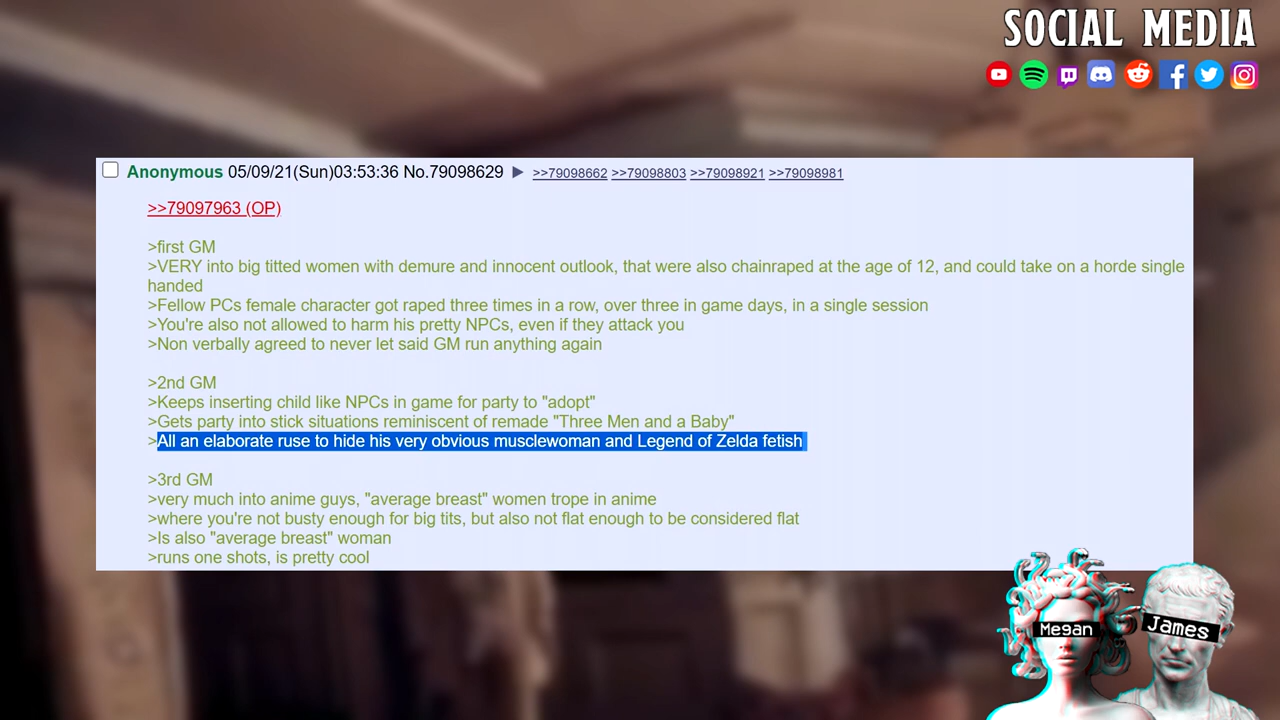 SOCIAL MEDIA
Anonymous 05/09/21(Sun)03:53:36 No.79098629 ▶ >>79098662 >>79098803 >>79098921 >>79098981
>>79097963 (OP)
>first GM
>VERY into big titted women with demure and innocent outlook, that were also chainraped at the age of 12, and could take on a horde single
handed
>Fellow PCs female character got raped three times in a row, over three in game days, in a single session
>You're also not allowed to harm his pretty NPCs, even if they attack you
>Non verbally agreed to never let said GM run anything again
>2nd GM
>Keeps inserting child like NPCs in game for party to "adopt"
>Gets party into stick situations reminiscent of remade "Three Men and a Baby"
>All an elaborate ruse to hide his very obvious musclewoman and Legend of Zelda fetish
>3rd GM
>very much into anime guys, "average breast" women trope in anime
>where you're not busty enough for big tits, but also not flat enough to be considered flat
>Is also "average breast" woman
>runs one shots, is pretty cool
Megan
James